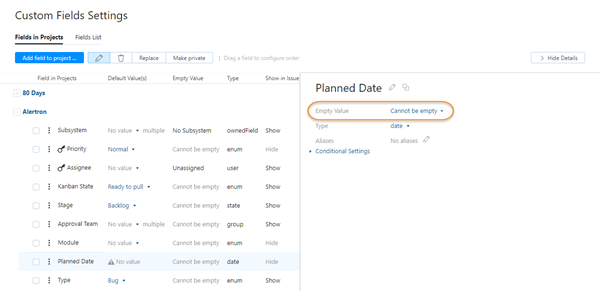 Custom Fields Settings
Fields in Projects Fields List
Add field to project ... Replace Make private Drag a field to configure order Hide Details
Field in Projects Default Value(s) Empty Value Type Show in Issue
80 Days
Alertron
Subsystem No value multiple No Subsystem ownedField Show
Priority Normal Cannot be empty enum Hide
Assignee No value Unassigned user Show
Kanban State Ready to pull Cannot be empty enum Show
Stage Backlog Cannot be empty state Show
Approval Team No value multiple Cannot be empty group Show
Module No value Cannot be empty enum Hide
Planned Date No value Cannot be empty date Hide
Type Bug Cannot be empty enum Show
Planned Date
Empty Value Cannot be empty
Type date
Aliases No aliases
Conditional Settings